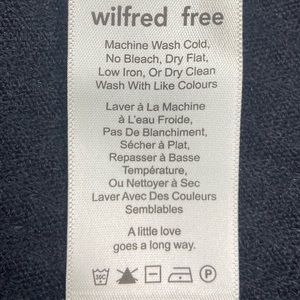 wilfred free
Machine Wash Cold,
No Bleach, Dry Flat,
Low Iron, Or Dry Clean
Wash With Like Colours
Laver à La Machine
à L'eau Froide,
Pas De Blanchiment,
Sécher à Plat,
Repasser à Basse
Température,
Ou Nettoyer à Sec
Laver Avec Des Couleurs
Semblables
A little love
goes a long way.
30C
P